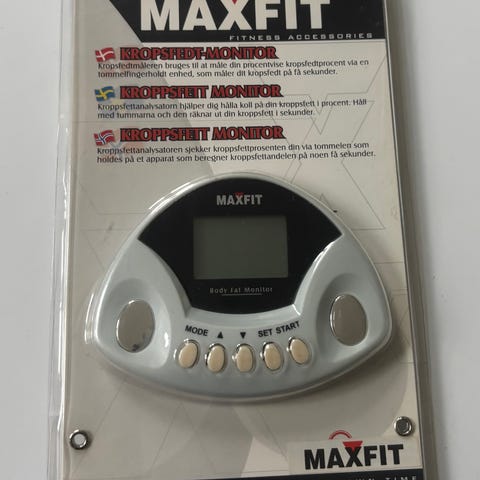 MAXFIT
FITNESS ACCESSORIES
KROPSFEDT-MONITOR
Kropsfedtmåleren bruges til at måle din procentvise kropsfedtprocent via en
tommelfingerholdt enhed, som måler dit kropsfedt på få sekunder.
KROPPSFETT MONITOR
Kroppsfettanalysatorn hjälper dig hålla koll på din kroppsfett i procent. Håll
med tummarna och den räknar ut din kroppsfett i sekunder.
KROPPSFETT MONITOR
Kroppsfettanalysatoren sjekker kroppsfettprosenten din via tommelen som
holdes på et apparat som beregner kroppsfettandelen på noen få sekunder.
MAXFIT
Body Fat Monitor
MODE ▲ ▼ SET START
MAXFIT
TIME